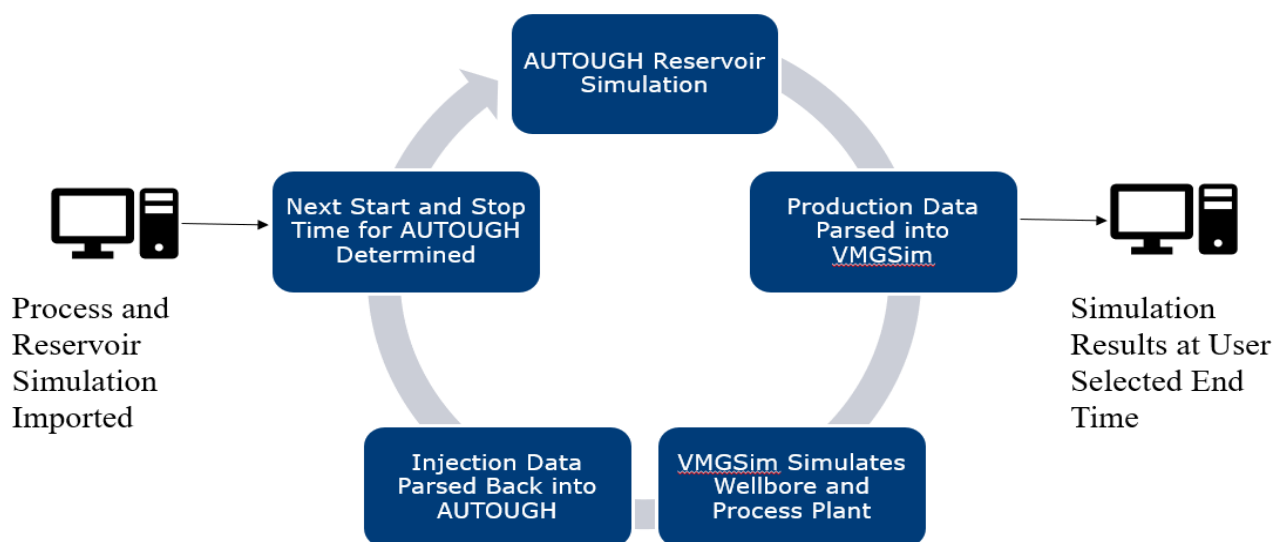 AUTOUGH Reservoir
Simulation
Next Start and Stop
Time for AUTOUGH
Determined
Production Data
Parsed into
VMGSim
Process and
Reservoir
Simulation
Imported
Simulation
Results at User
Selected End
Time
Injection Data
Parsed Back into
AUTOUGH
VMGSim Simulates
Wellbore and
Process Plant